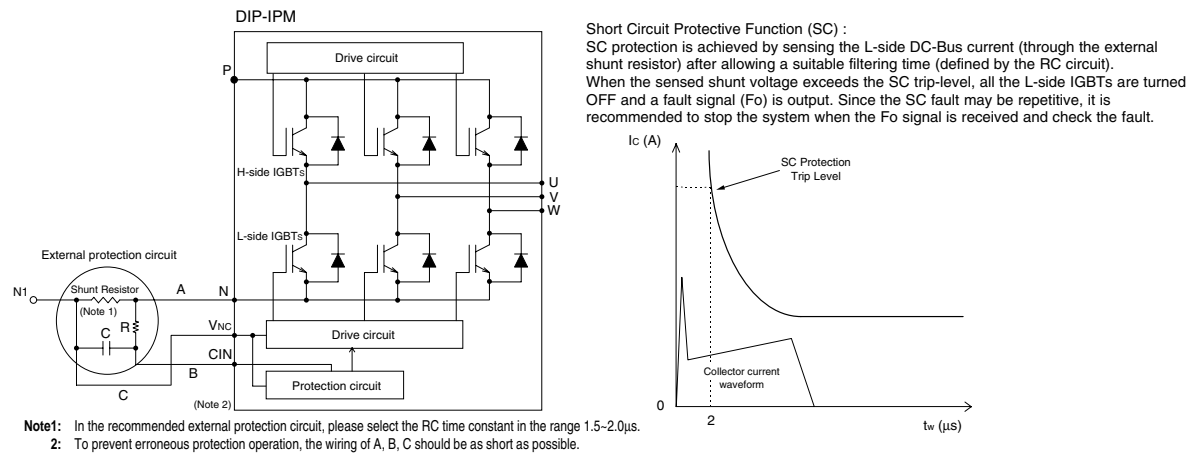 DIP-IPM
Drive circuit
P
H-side IGBTs
U
V
W
L-side IGBTs
External protection circuit
N1
Shunt Resistor
A
N
(Note 1)
R
C
VNC
Drive circuit
CIN
B
Protection circuit
C
(Note 2)
Short Circuit Protective Function (SC) :
SC protection is achieved by sensing the L-side DC-Bus current (through the external
shunt resistor) after allowing a suitable filtering time (defined by the RC circuit).
When the sensed shunt voltage exceeds the SC trip-level, all the L-side IGBTs are turned
OFF and a fault signal (Fo) is output. Since the SC fault may be repetitive, it is
recommended to stop the system when the Fo signal is received and check the fault.
IC (A)
SC Protection
Trip Level
Collector current
waveform
0
2
tw (μs)
Note1: In the recommended external protection circuit, please select the RC time constant in the range 1.5~2.0μs.
2: To prevent erroneous protection operation, the wiring of A, B, C should be as short as possible.